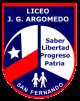 LICEO
J. G. ARGOMEDO
Saber
Libertad
Progreso
Patria
SAN FERNANDO